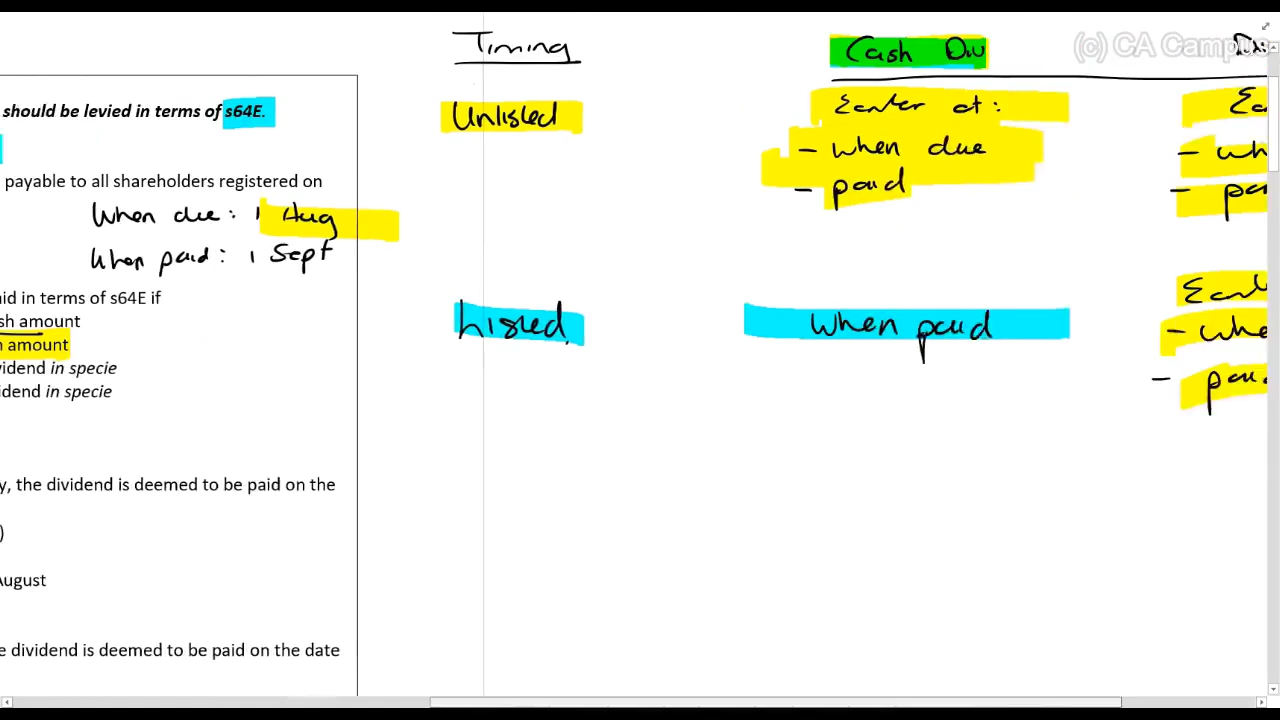 (c) CA Campus
Timing
Cash Div
should be levied in terms of s64E.
Unlisted
Earlier at:
- when due
- paid
payable to all shareholders registered on
When due: 1 Aug
When paid: 1 Sept
aid in terms of s64E if
sh amount
n amount
vidend in specie
idend in specie
Listed
When paid
y, the dividend is deemed to be paid on the
)
August
e dividend is deemed to be paid on the date